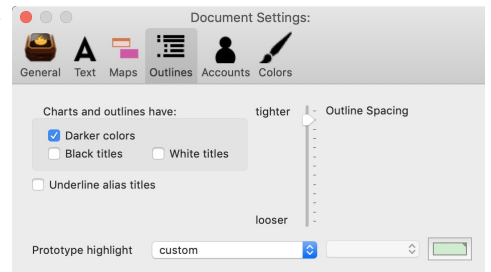 Document Settings:
General Text Maps Outlines Accounts Colors
Charts and outlines have:
tighter
Outline Spacing
Darker colors
Black titles
White titles
Underline alias titles
looser
Prototype highlight
custom